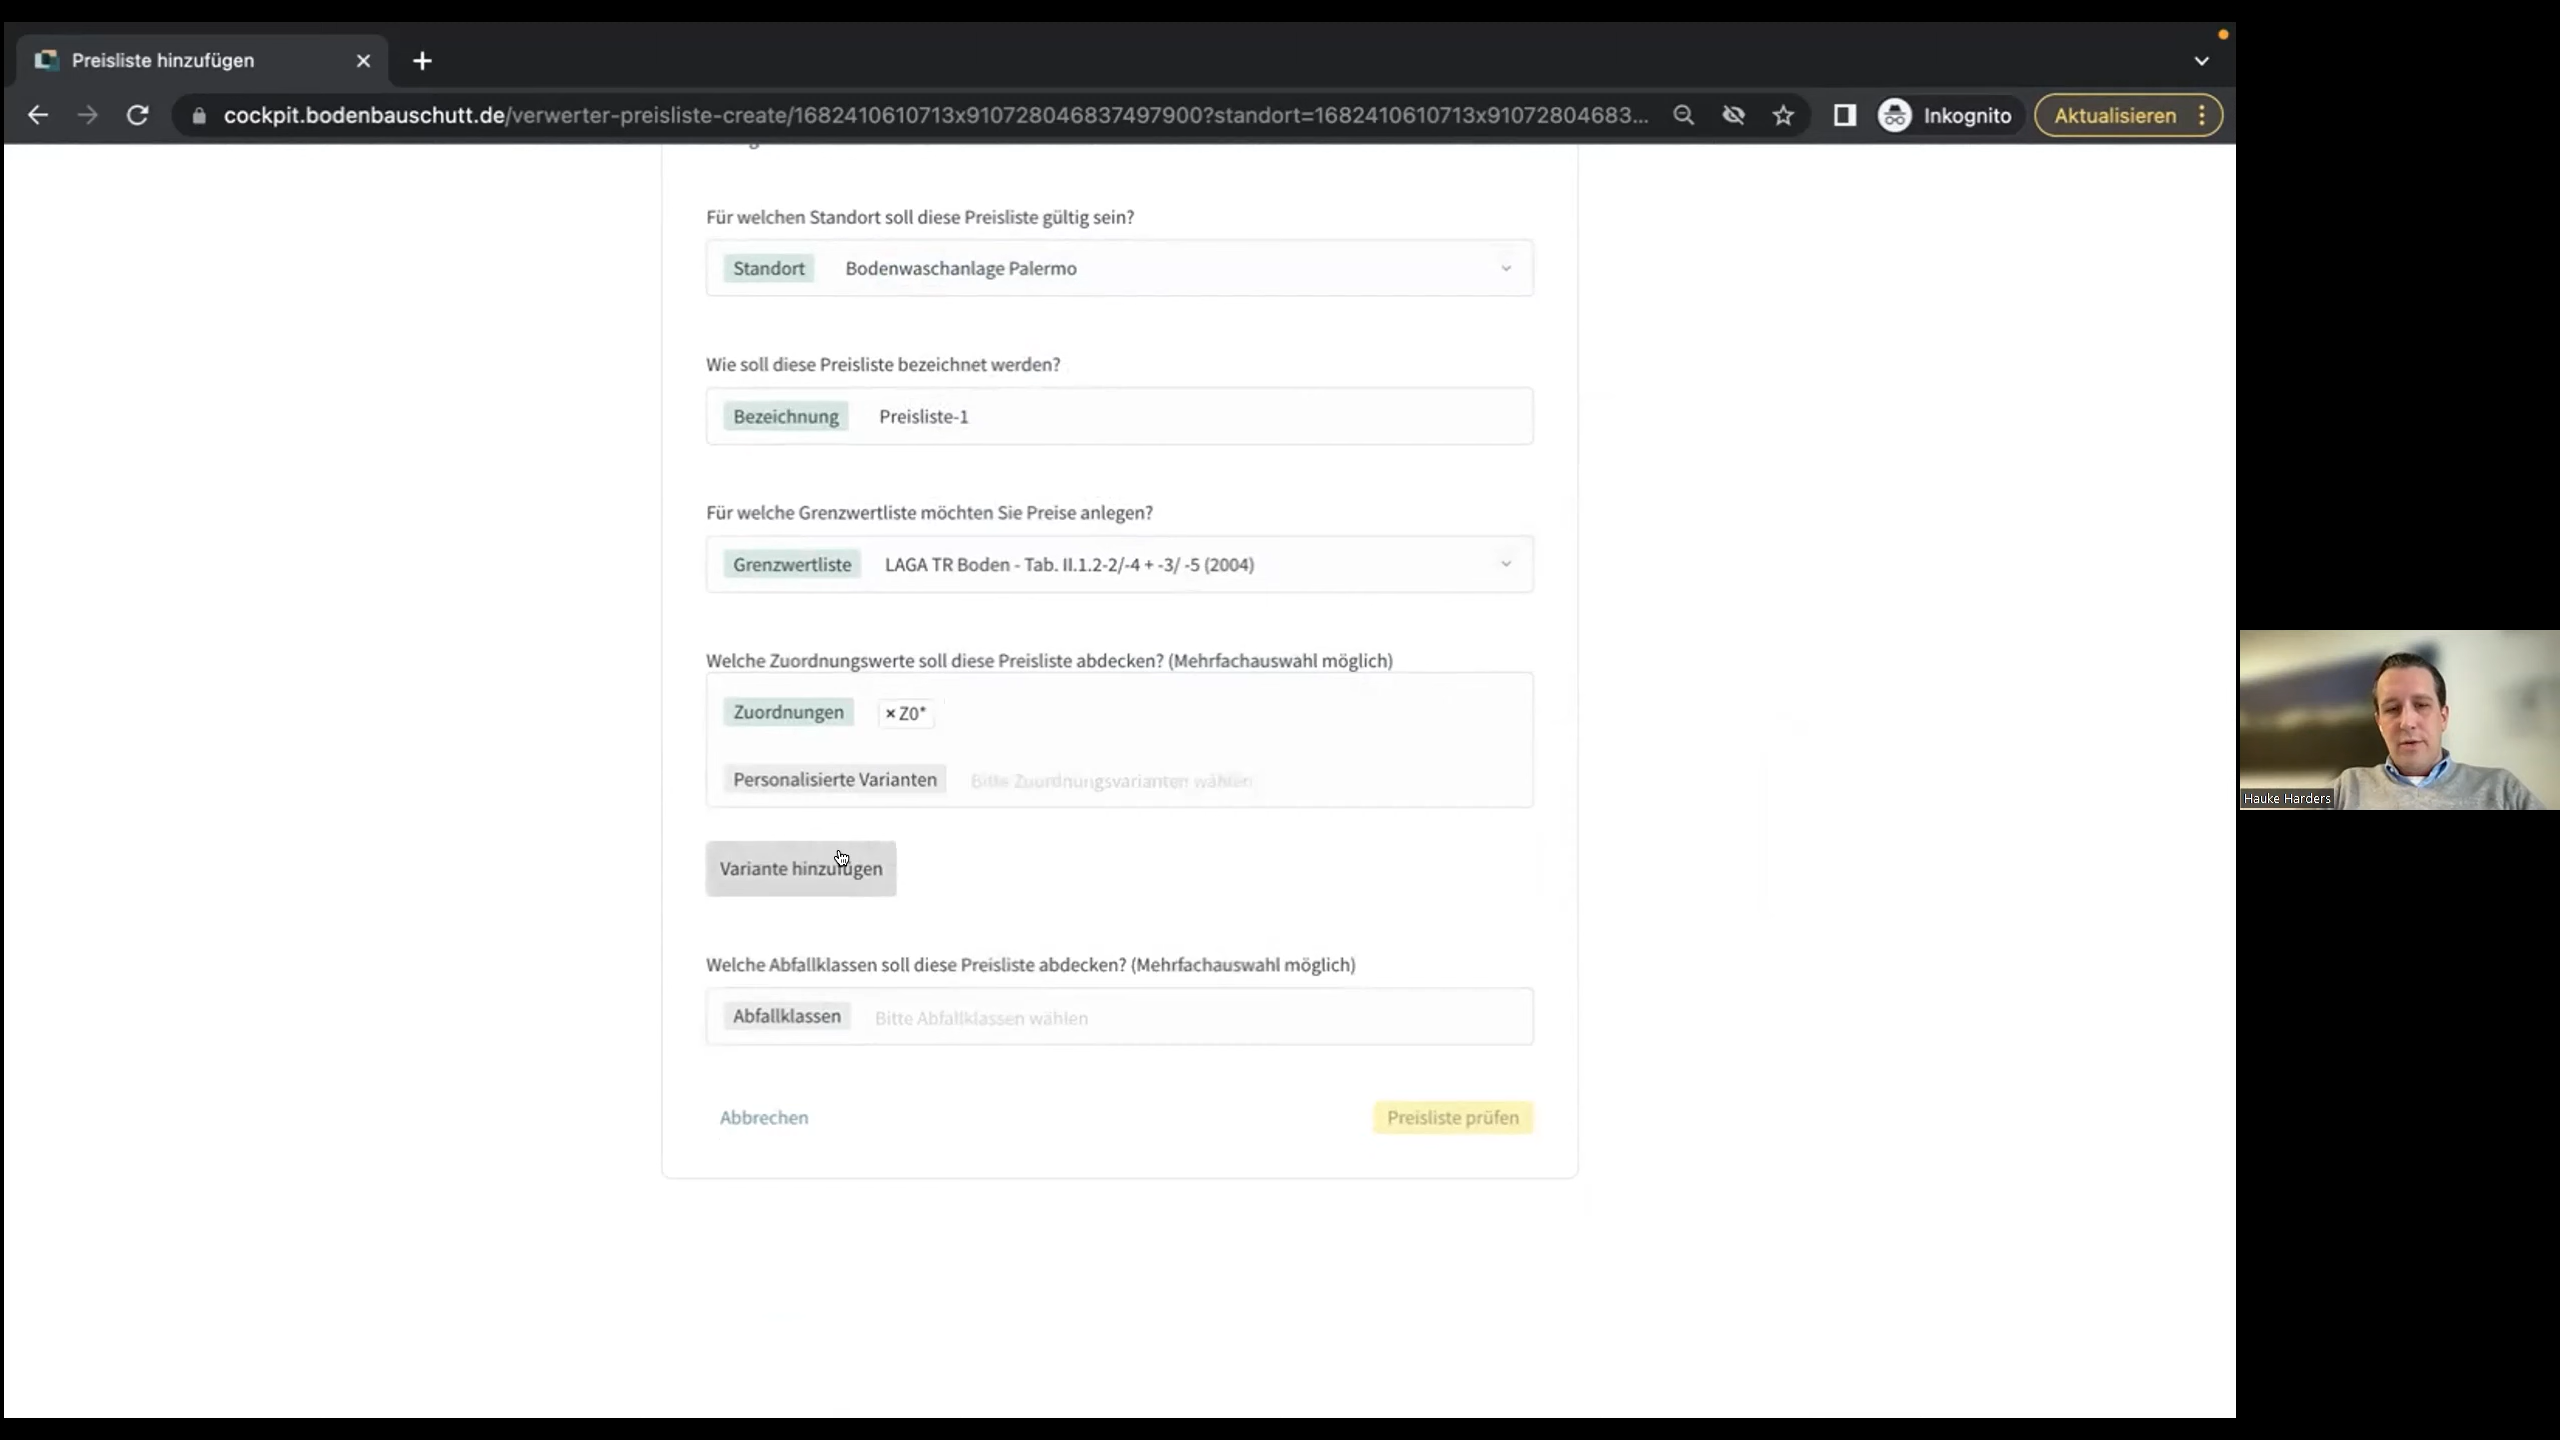 Preisliste hinzufügen
cockpit.bodenbauschutt.de/verwerter-preisliste-create/1682410610713x910728046837497900?standort=1682410610713x91072804683...
Inkognito
Aktualisieren
Für welchen Standort soll diese Preisliste gültig sein?
Standort Bodenwaschanlage Palermo
Wie soll diese Preisliste bezeichnet werden?
Bezeichnung Preisliste-1
Für welche Grenzwertliste möchten Sie Preise anlegen?
Grenzwertliste LAGA TR Boden - Tab. II.1.2-2/-4 + -3/ -5 (2004)
Welche Zuordnungswerte soll diese Preisliste abdecken? (Mehrfachauswahl möglich)
Zuordnungen × Z0*
Personalisierte Varianten Bitte Zuordnungsvarianten wählen
Variante hinzufügen
Welche Abfallklassen soll diese Preisliste abdecken? (Mehrfachauswahl möglich)
Abfallklassen Bitte Abfallklassen wählen
Abbrechen
Preisliste prüfen
Hauke Harders